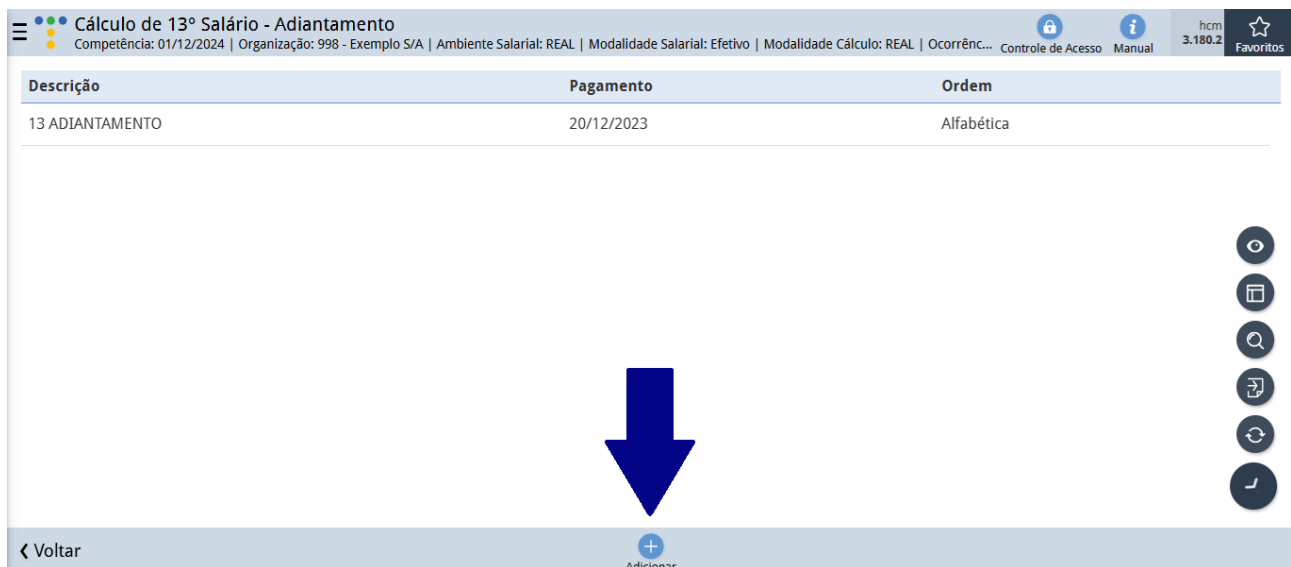 Cálculo de 13º Salário - Adiantamento
Competência: 01/12/2024 | Organização: 998 - Exemplo S/A | Ambiente Salarial: REAL | Modalidade Salarial: Efetivo | Modalidade Cálculo: REAL | Ocorrênc...
Controle de Acesso
Manual
hcm
3.180.2
Favoritos
Descrição Pagamento Ordem
13 ADIANTAMENTO 20/12/2023 Alfabética
Voltar
Adicionar